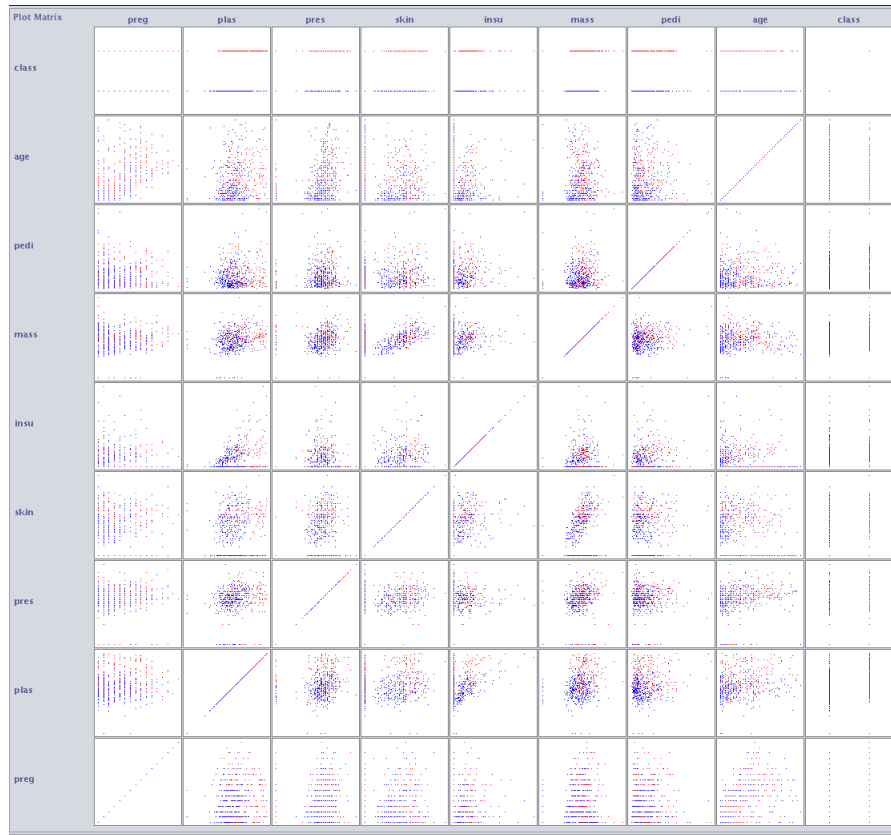 Plot Matrix preg plas pres skin insu mass pedi age class
class
age
pedi
mass
insu
skin
pres
plas
preg